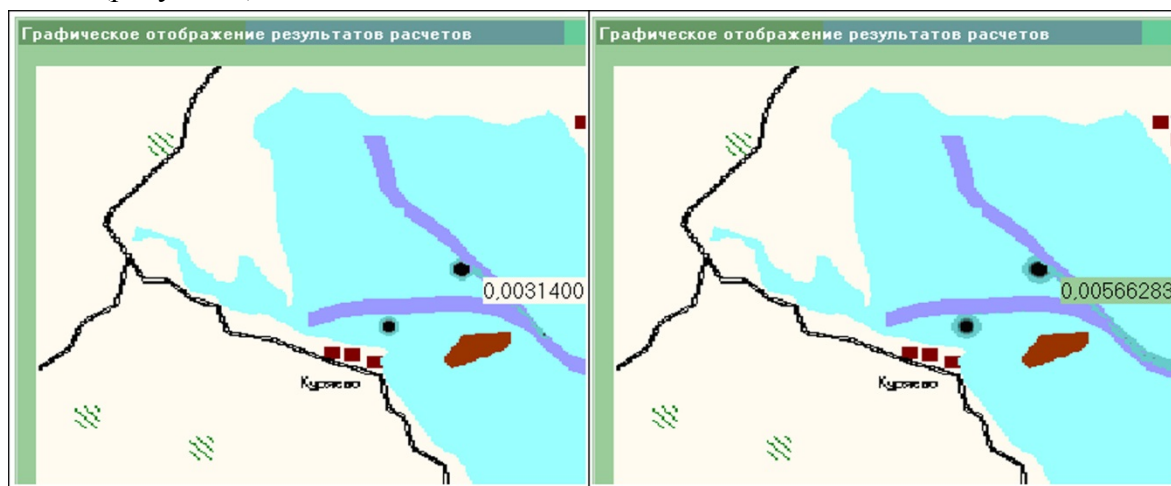 Графическое отображение результатов расчетов
0,0031400
Куряево
Графическое отображение результатов расчетов
0,00566283
Куряево